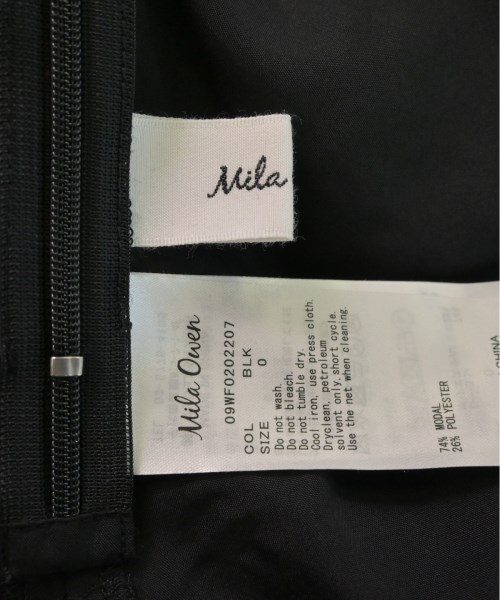 Mila
Mila Owen
09WF0202207
COL BLK
SIZE 0
Do not wash.
Do not bleach.
Do not tumble dry.
Cool iron, use press cloth.
Dryclean, petroleum
solvent only, short cycle.
Use the net when cleaning.
74% MODAL
26% POLYESTER
CHINA